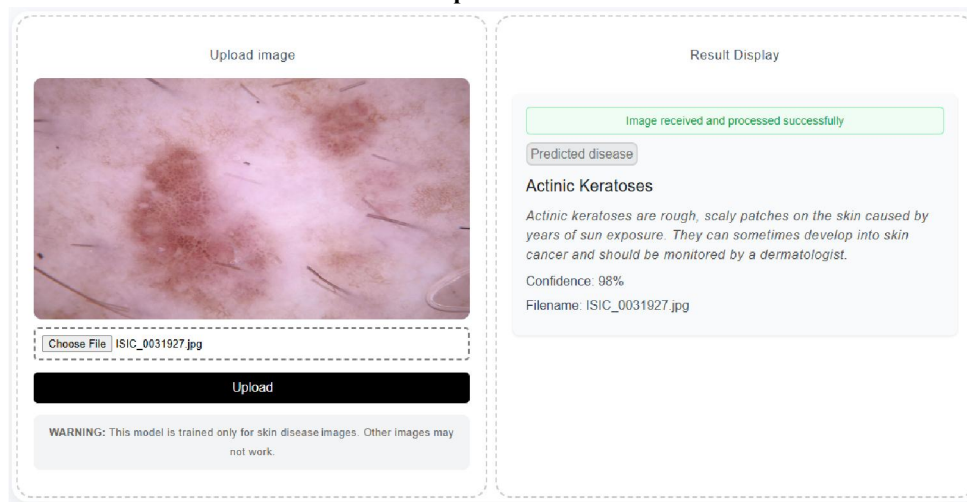 Upload image
Choose File ISIC_0031927.jpg
Upload
WARNING: This model is trained only for skin disease images. Other images may
not work.
Result Display
Image received and processed successfully
Predicted disease
Actinic Keratoses
Actinic keratoses are rough, scaly patches on the skin caused by
years of sun exposure. They can sometimes develop into skin
cancer and should be monitored by a dermatologist.
Confidence: 98%
Filename: ISIC_0031927.jpg